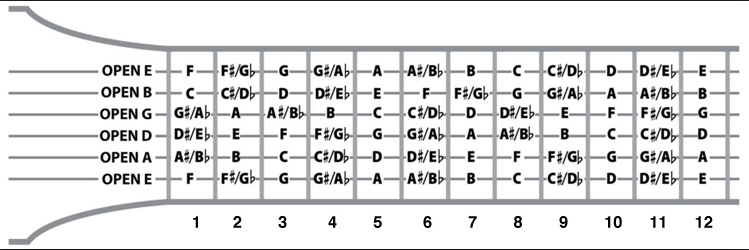 OPEN E F F♯/G♭ G G♯/A♭ A A♯/B♭ B C C♯/D♭ D D♯/E♭ E
OPEN B C C♯/D♭ D D♯/E♭ E F F♯/G♭ G G♯/A♭ A A♯/B♭ B
OPEN G G♯/A♭ A A♯/B♭ B C C♯/D♭ D D♯/E♭ E F F♯/G♭ G
OPEN D D♯/E♭ E F F♯/G♭ G G♯/A♭ A A♯/B♭ B C C♯/D♭ D
OPEN A A♯/B♭ B C C♯/D♭ D D♯/E♭ E F F♯/G♭ G G♯/A♭ A
OPEN E F F♯/G♭ G G♯/A♭ A A♯/B♭ B C C♯/D♭ D D♯/E♭ E
1 2 3 4 5 6 7 8 9 10 11 12